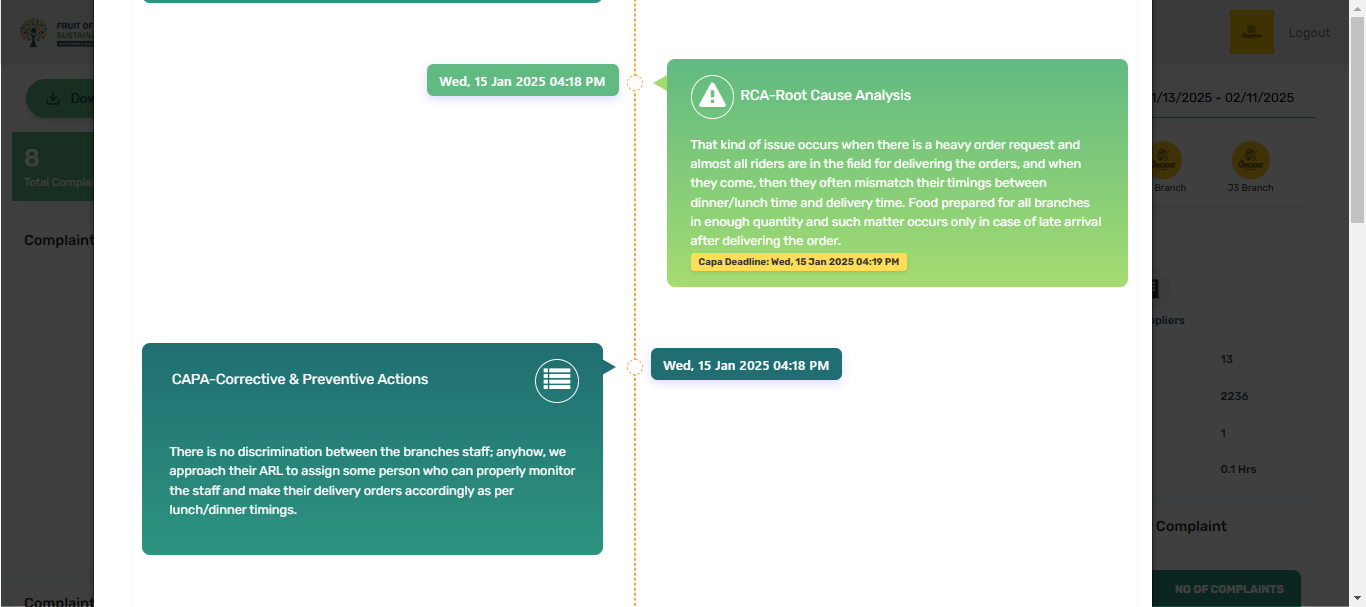 FRUIT OF
SUSTAINA
Logout
Dow
1/13/2025 - 02/11/2025
8
Total Complai
Branch
J3 Branch
Complaint
Wed, 15 Jan 2025 04:18 PM
RCA-Root Cause Analysis
That kind of issue occurs when there is a heavy order request and
almost all riders are in the field for delivering the orders, and when
they come, then they often mismatch their timings between
dinner/lunch time and delivery time. Food prepared for all branches
in enough quantity and such matter occurs only in case of late arrival
after delivering the order.
Capa Deadline: Wed, 15 Jan 2025 04:19 PM
ppliers
13
2236
1
0.1 Hrs
CAPA-Corrective & Preventive Actions
Wed, 15 Jan 2025 04:18 PM
There is no discrimination between the branches staff; anyhow, we
approach their ARL to assign some person who can properly monitor
the staff and make their delivery orders accordingly as per
lunch/dinner timings.
Complaint
NO OF COMPLAINTS
Complaint